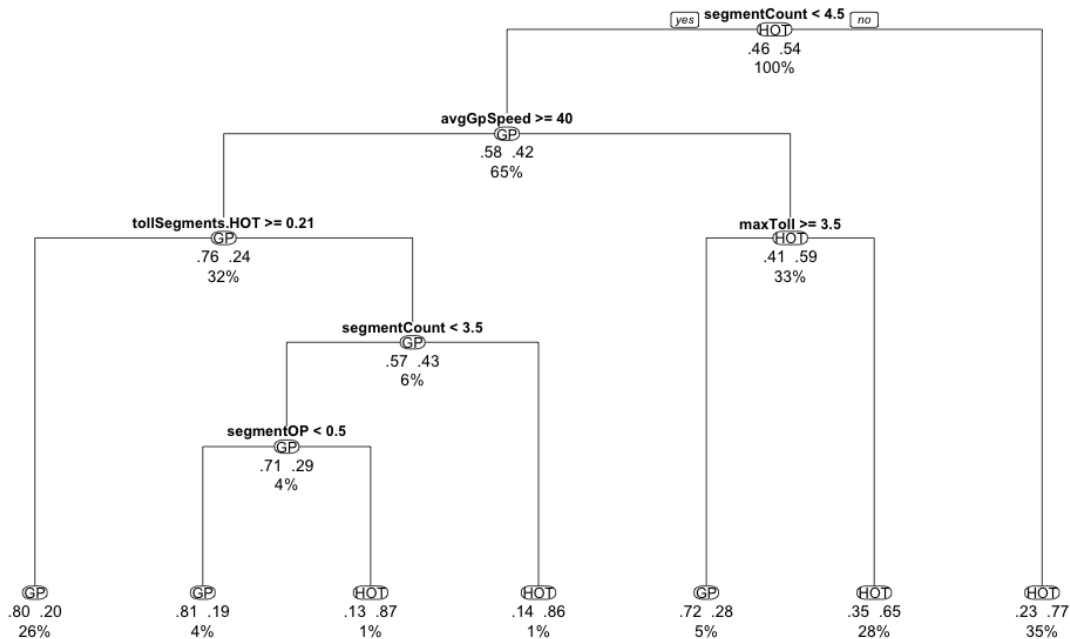 segmentCount < 4.5
yes HOT no
.46 .54
100%
avgGpSpeed >= 40
GP
.58 .42
65%
tollSegments.HOT >= 0.21
GP
.76 .24
32%
maxToll >= 3.5
HOT
.41 .59
33%
segmentCount < 3.5
GP
.57 .43
6%
segmentOP < 0.5
GP
.71 .29
4%
GP GP HOT HOT GP HOT HOT
.80 .20 .81 .19 .13 .87 .14 .86 .72 .28 .35 .65 .23 .77
26% 4% 1% 1% 5% 28% 35%